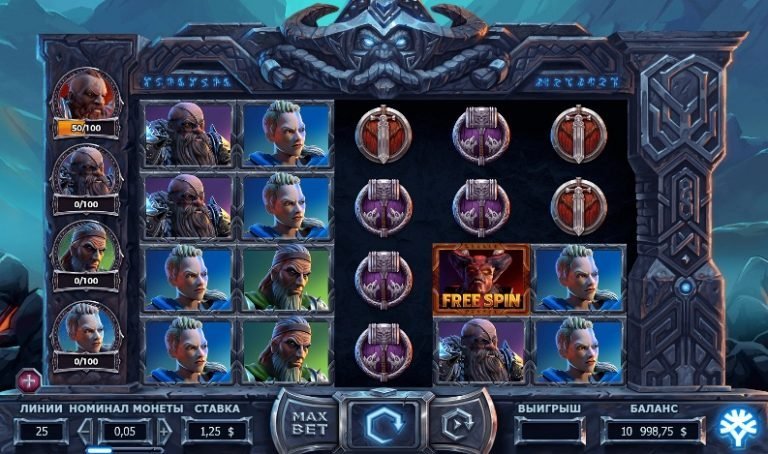 50/100
0/100
0/100
0/100
FREE SPIN
ЛИНИИ НОМИНАЛ МОНЕТЫ СТАВКА
25 0,05 1,25 $
MAX
BET
ВЫИГРЫШ БАЛАНС
10 998,75 $